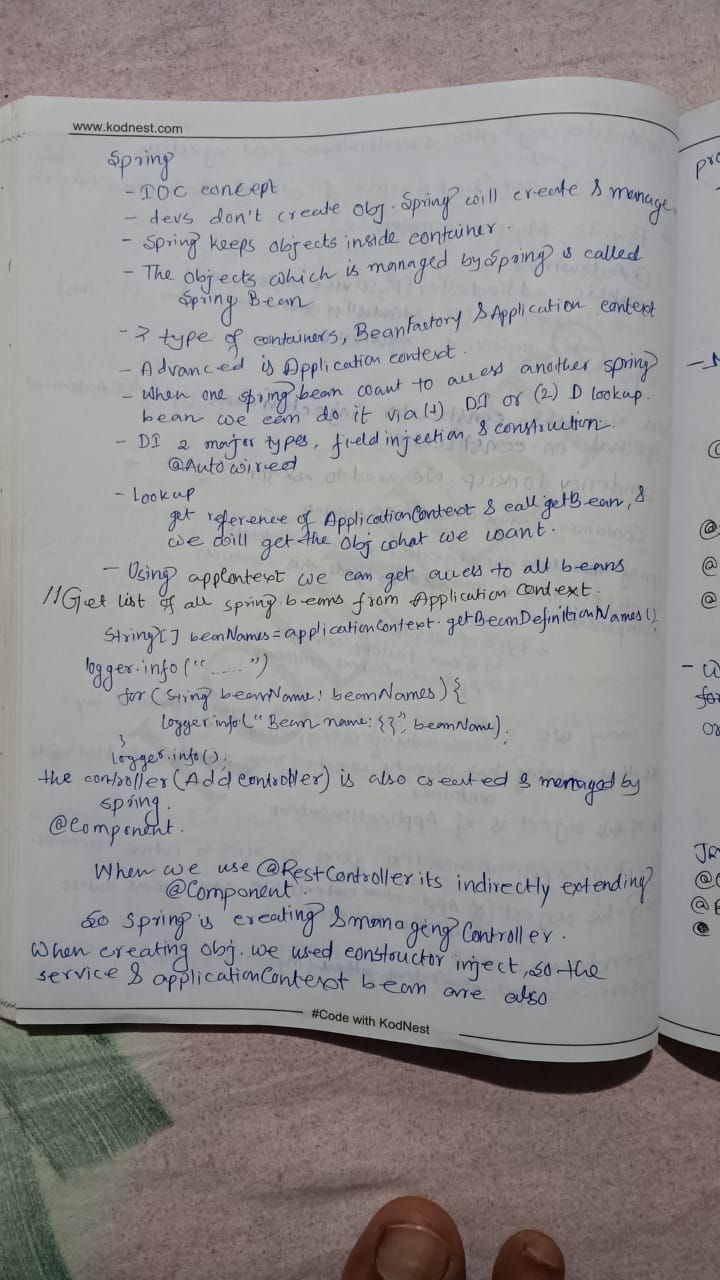 www.kodnest.com
Spring
- IOC concept
- devs don't create obj. Spring will create & manage.
- Spring keeps objects inside container.
- The objects which is managed by Spring is called
Spring Bean
- 2 type of containers, Beanfactory & Application context
- Advanced is Application context.
- When one spring bean want to access another spring
bean we can do it via (1) DI or (2) D lookup.
- DI 2 major types, field injection & construction
@Autowired
- Lookup
get reference of ApplicationContext & call getBean, &
we will get the Obj what we want.
- Using appContext we can get access to all beans
// Get list of all spring beans from Application Context.
String[] beanNames = applicationContext.getBeanDefinitionNames();
logger.info("......")
for (String beanName: beanNames) {
logger.info("Bean name: {}", beanName);
}
logger.info();
the controller (Add controller) is also created & managed by
spring.
@Component.
When we use @RestController its indirectly extending
@Component.
So Spring is creating & managing Controller.
When creating obj. we used constuctor inject, so the
service & applicationContext bean are also
#Code with KodNest
pro
@
@
@
@
for
or
@
@